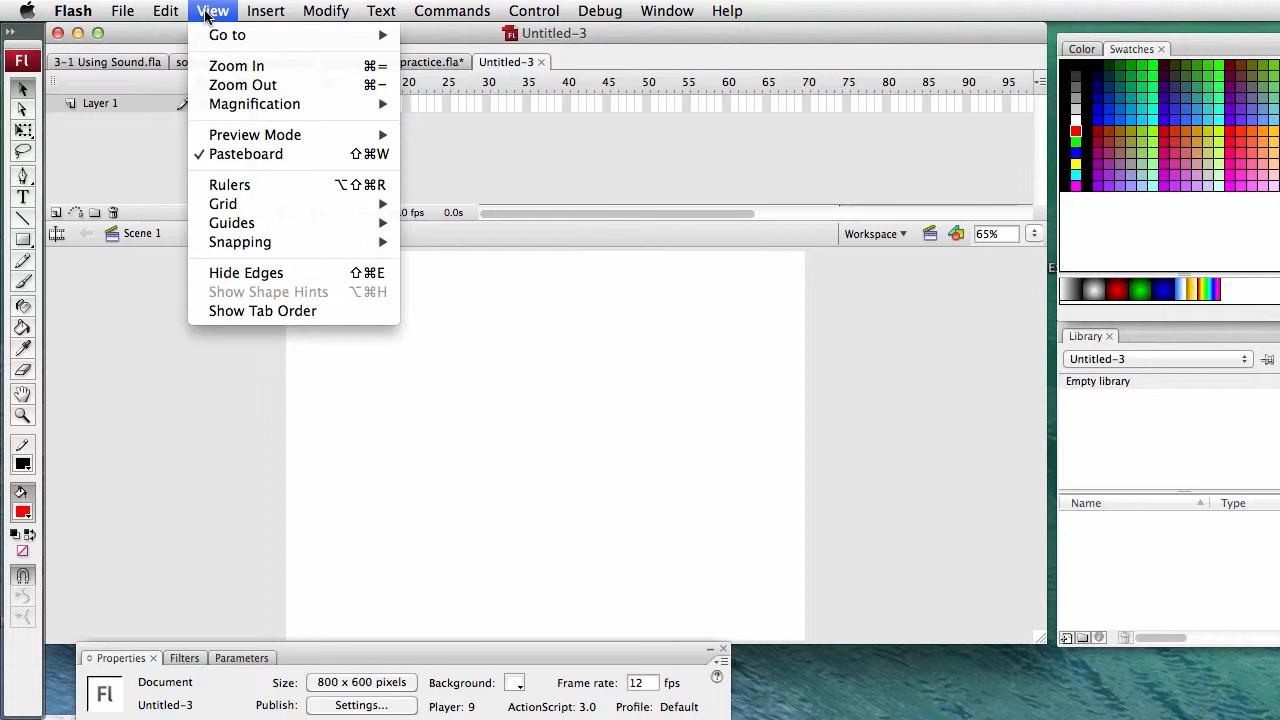 Flash File Edit View Insert Modify Text Commands Control Debug Window Help
Untitled-3
3-1 Using Sound.fla practice.fla* Untitled-3
20 25 30 35 40 45 50 55 60 65 70 75 80 85 90 95
Layer 1
.0 fps 0.0s
Scene 1 Workspace 65%
Go to
Zoom In ⌘=
Zoom Out ⌘-
Magnification
Preview Mode
✓ Pasteboard ⇧⌘W
Rulers ⌥⇧⌘R
Grid
Guides
Snapping
Hide Edges ⇧⌘E
Show Shape Hints ⌥⌘H
Show Tab Order
Fl
T
Color Swatches
Library
Untitled-3
Empty library
Name Type
Properties Filters Parameters
Fl
Document Size: 800 x 600 pixels Background: Frame rate: 12 fps
Untitled-3 Publish: Settings... Player: 9 ActionScript: 3.0 Profile: Default